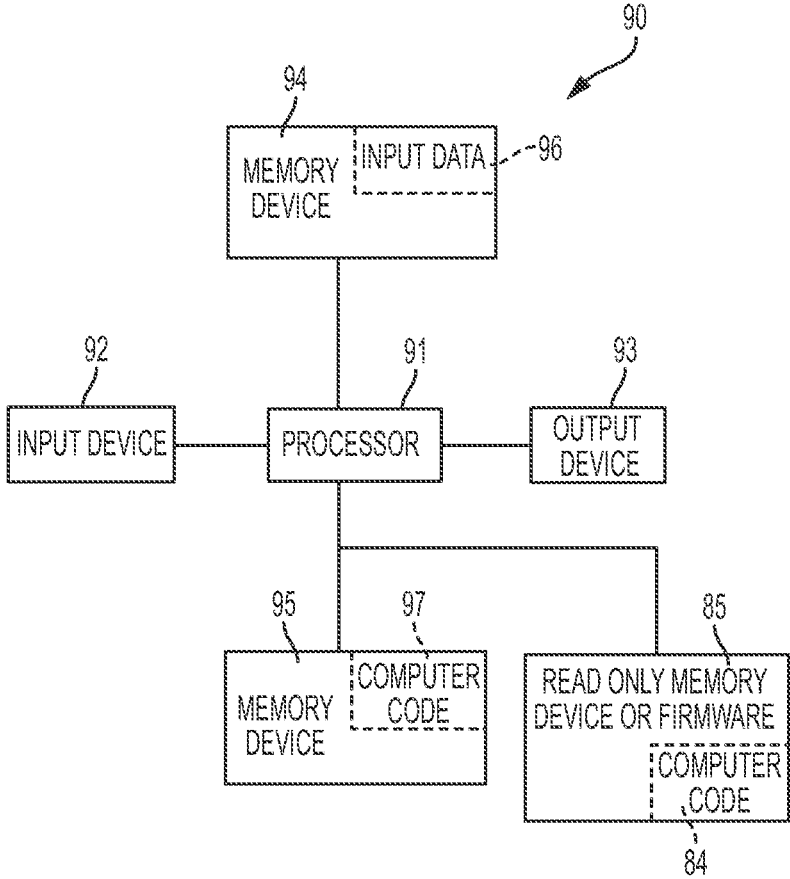 90
94
MEMORY
DEVICE
INPUT DATA
96
92
INPUT DEVICE
91
PROCESSOR
93
OUTPUT
DEVICE
95
MEMORY
DEVICE
97
COMPUTER
CODE
85
READ ONLY MEMORY
DEVICE OR FIRMWARE
COMPUTER
CODE
84